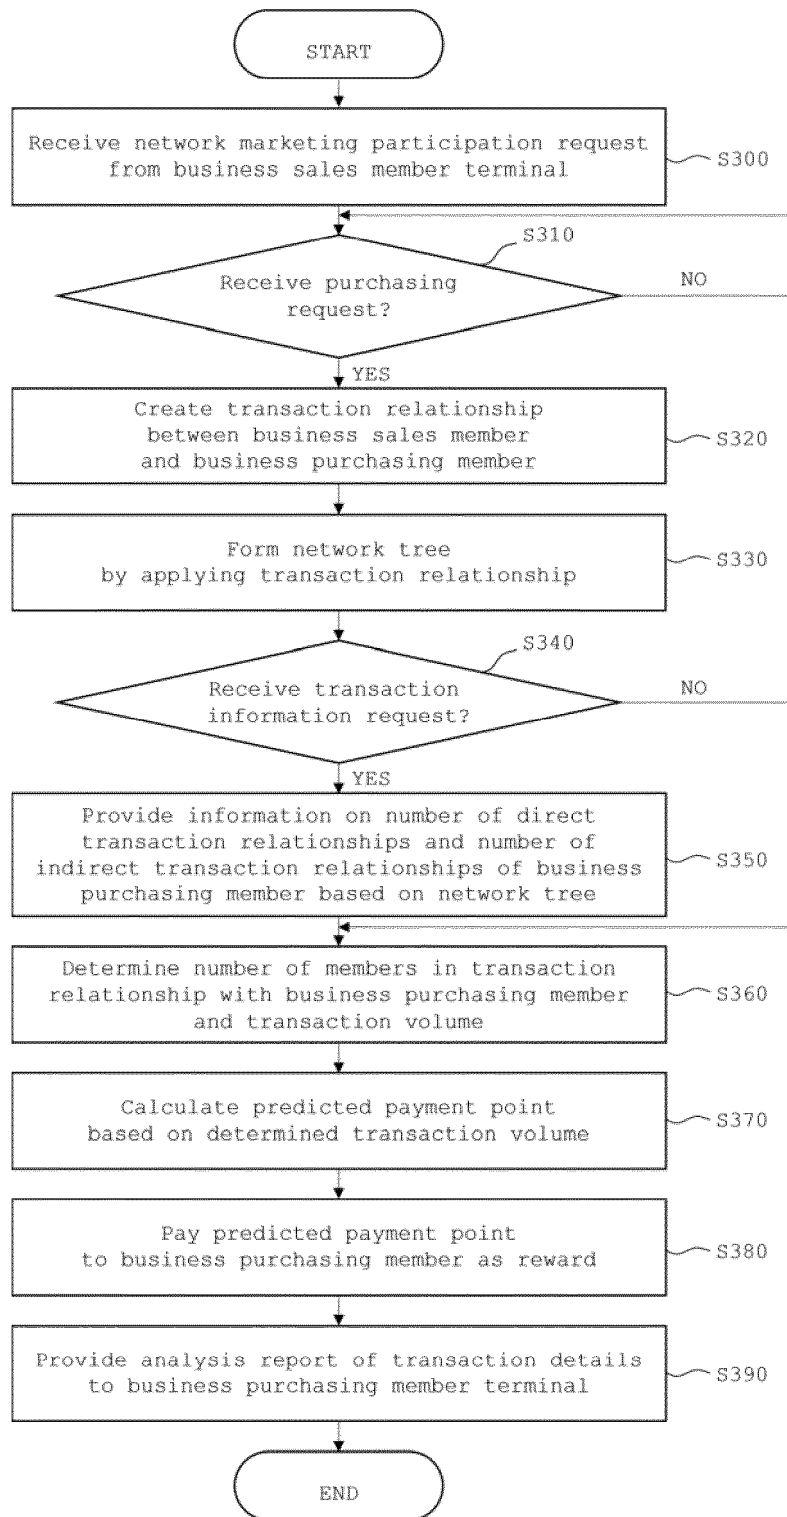 START
Receive network marketing participation request
from business sales member terminal
S300
S310
Receive purchasing
request?
NO
YES
Create transaction relationship
between business sales member
and business purchasing member
S320
Form network tree
by applying transaction relationship
S330
S340
Receive transaction
information request?
NO
YES
Provide information on number of direct
transaction relationships and number of
indirect transaction relationships of business
purchasing member based on network tree
S350
Determine number of members in transaction
relationship with business purchasing member
and transaction volume
S360
Calculate predicted payment point
based on determined transaction volume
S370
Pay predicted payment point
to business purchasing member as reward
S380
Provide analysis report of transaction details
to business purchasing member terminal
S390
END